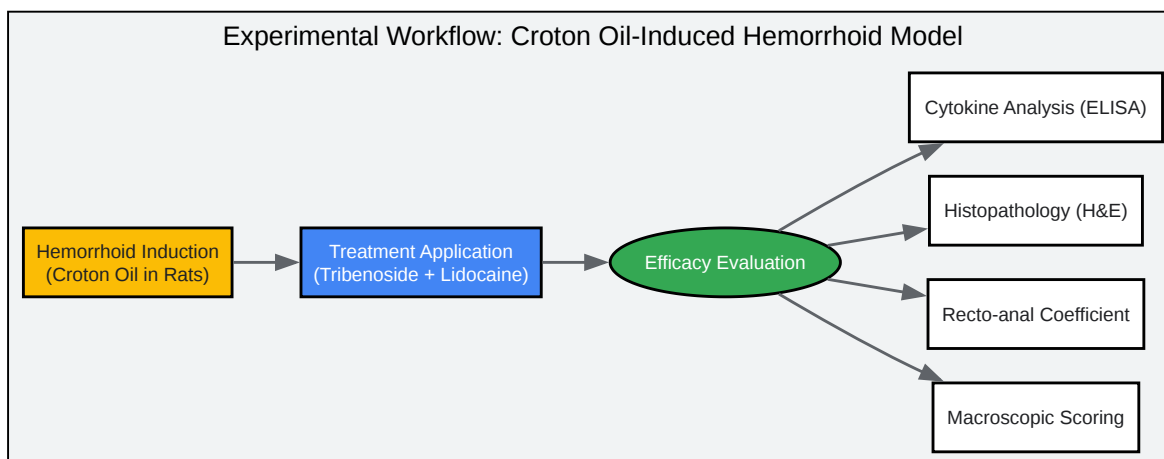 Experimental Workflow: Croton Oil-Induced Hemorrhoid Model
Hemorrhoid Induction
(Croton Oil in Rats)
Treatment Application
(Tribenoside + Lidocaine)
Efficacy Evaluation
Cytokine Analysis (ELISA)
Histopathology (H&E)
Recto-anal Coefficient
Macroscopic Scoring